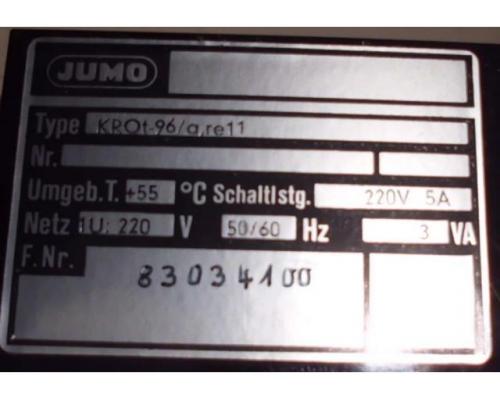 JUMO
Type KROt-96/a,re11
Nr.
Umgeb.T. +55 °C Schaltlstg. 220V 5A
Netz 1U: 220 V 50/60 Hz 3 VA
F.Nr.
83034100